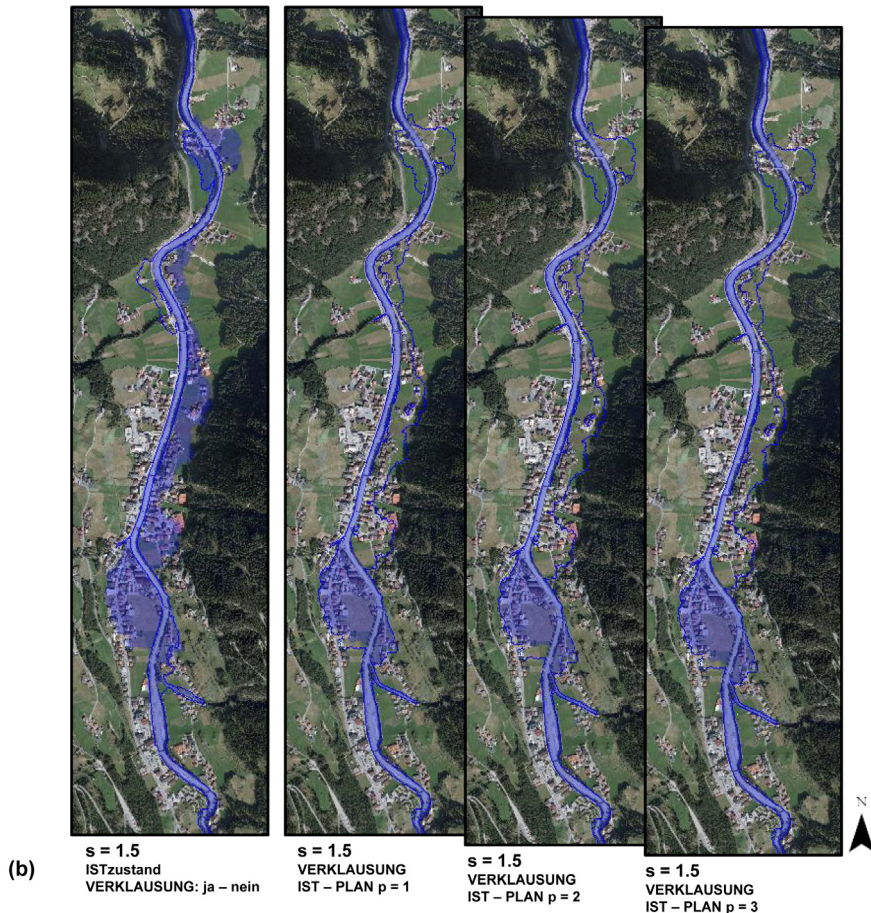 (b)
s = 1.5
ISTzustand
VERKLAUSUNG: ja – nein
s = 1.5
VERKLAUSUNG
IST – PLAN p = 1
s = 1.5
VERKLAUSUNG
IST – PLAN p = 2
s = 1.5
VERKLAUSUNG
IST – PLAN p = 3
N